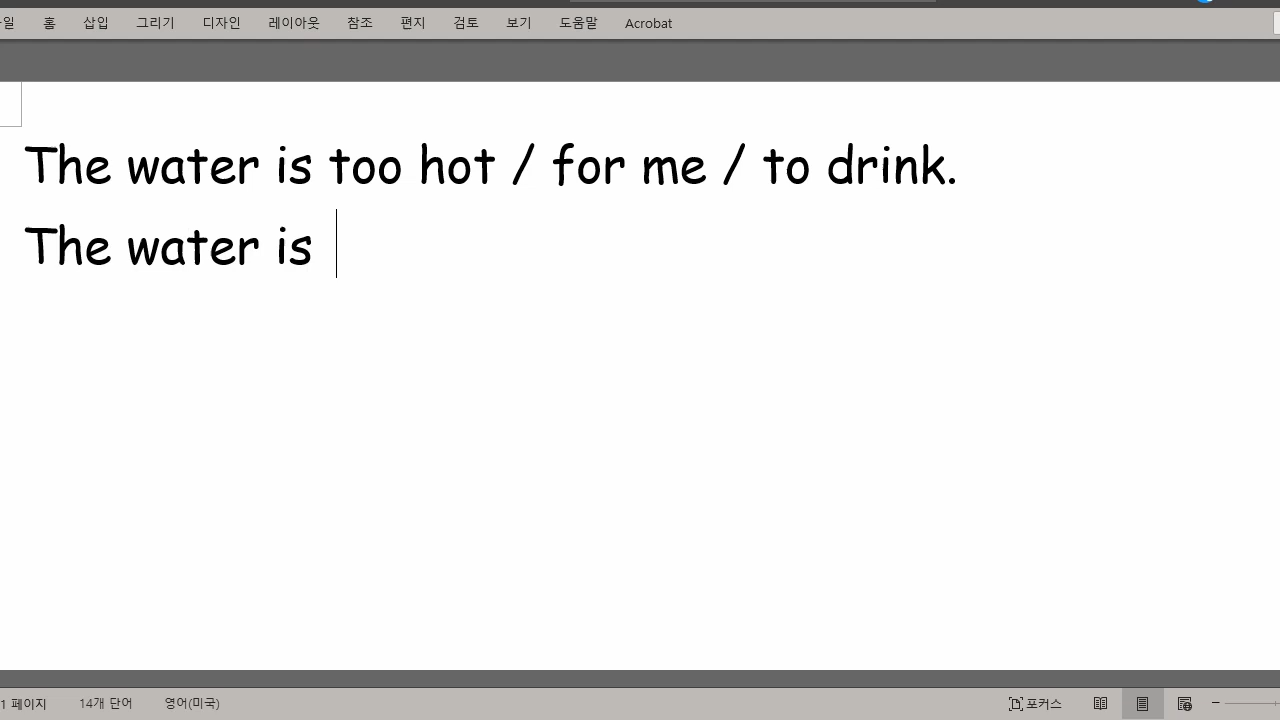 일 홈 삽입 그리기 디자인 레이아웃 참조 편지 검토 보기 도움말 Acrobat
The water is too hot / for me / to drink.
The water is
1 페이지 14개 단어 영어(미국) 포커스